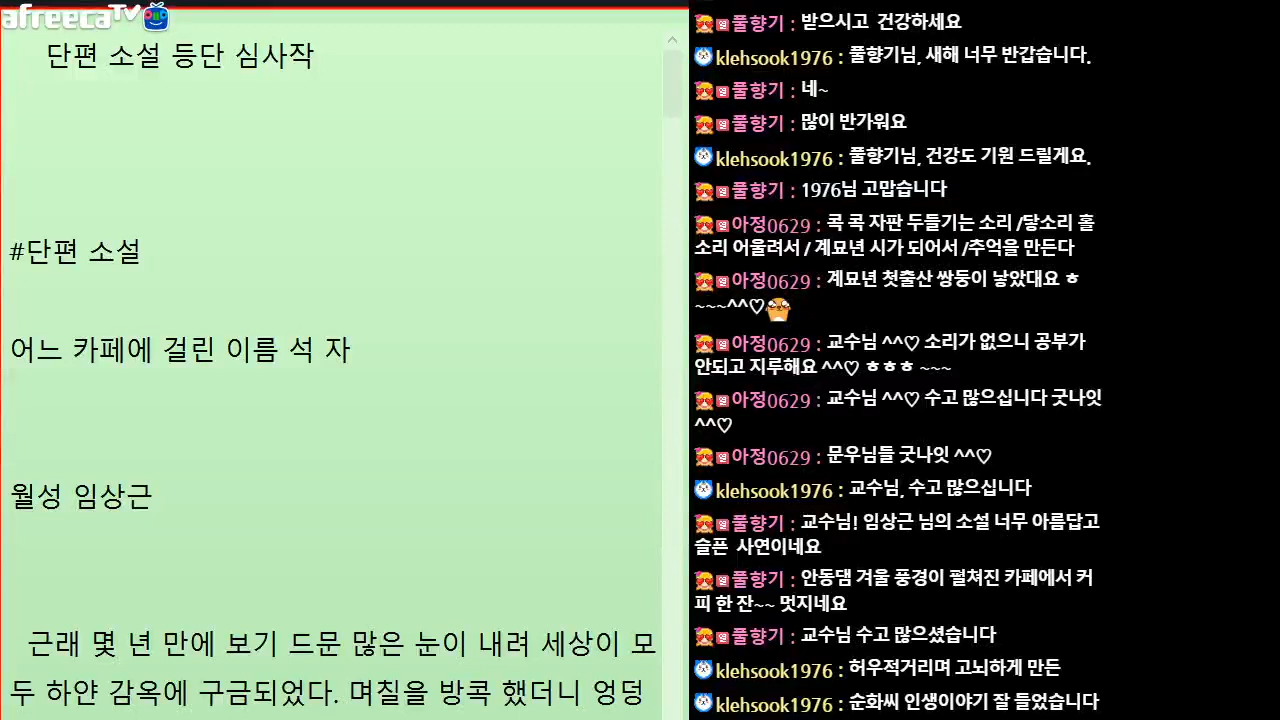 afreecaTV
단편 소설 등단 심사작
#단편 소설
어느 카페에 걸린 이름 석 자
월성 임상근
근래 몇 년 만에 보기 드문 많은 눈이 내려 세상이 모
두 하얀 감옥에 구금되었다. 며칠을 방콕 했더니 엉덩
풀향기 : 받으시고 건강하세요
klehsook1976 : 풀향기님, 새해 너무 반갑습니다.
풀향기 : 네~
풀향기 : 많이 반가워요
klehsook1976 : 풀향기님, 건강도 기원 드릴게요.
풀향기 : 1976님 고맙습니다
아정0629 : 콕 콕 자판 두들기는 소리 /닿소리 홀
소리 어울려서 / 계묘년 시가 되어서 /추억을 만든다
아정0629 : 계묘년 첫출산 쌍둥이 낳았대요 ㅎ
~~~^^♡
아정0629 : 교수님 ^^♡ 소리가 없으니 공부가
안되고 지루해요 ^^♡ ㅎㅎㅎ ~~~
아정0629 : 교수님 ^^♡ 수고 많으십니다 굿나잇
^^♡
아정0629 : 문우님들 굿나잇 ^^♡
klehsook1976 : 교수님, 수고 많으십니다
풀향기 : 교수님! 임상근 님의 소설 너무 아름답고
슬픈 사연이네요
풀향기 : 안동댐 겨울 풍경이 펼쳐진 카페에서 커
피 한 잔~~ 멋지네요
풀향기 : 교수님 수고 많으셨습니다
klehsook1976 : 허우적거리며 고뇌하게 만든
klehsook1976 : 순화씨 인생이야기 잘 들었습니다